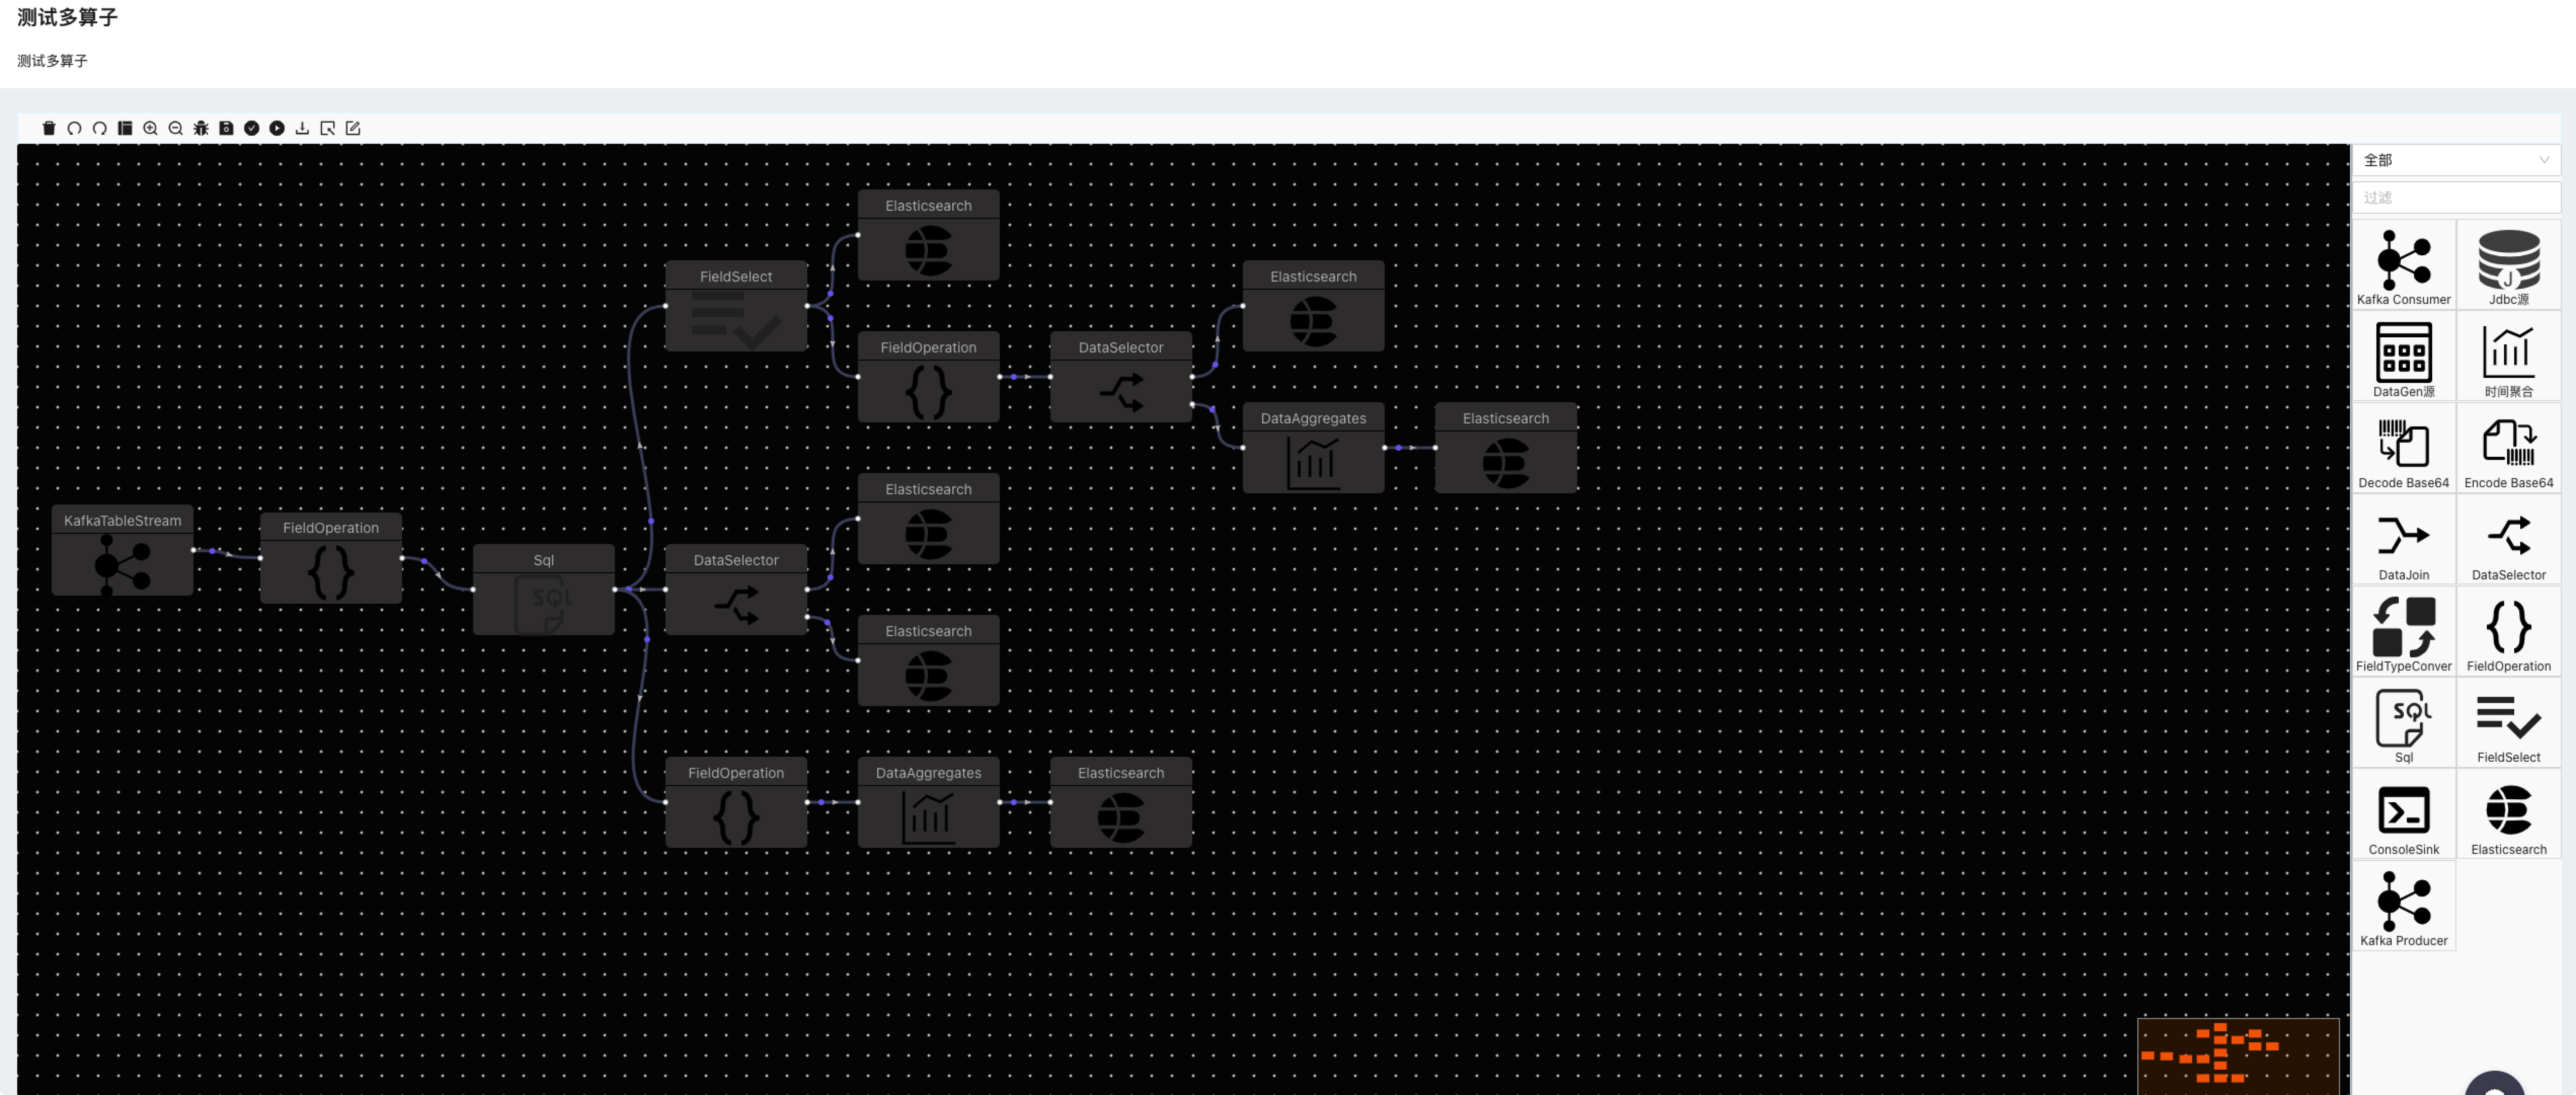 测试多算子
测试多算子
全部
过滤
Elasticsearch
FieldSelect
Elasticsearch
FieldOperation
DataSelector
DataAggregates
Elasticsearch
Elasticsearch
KafkaTableStream
FieldOperation
Sql
SQL
DataSelector
Elasticsearch
FieldOperation
DataAggregates
Elasticsearch
Kafka Consumer
J
Jdbc源
DataGen源
时间聚合
Decode Base64
Encode Base64
DataJoin
DataSelector
FieldTypeConver
FieldOperation
SQL
Sql
FieldSelect
ConsoleSink
Elasticsearch
Kafka Producer